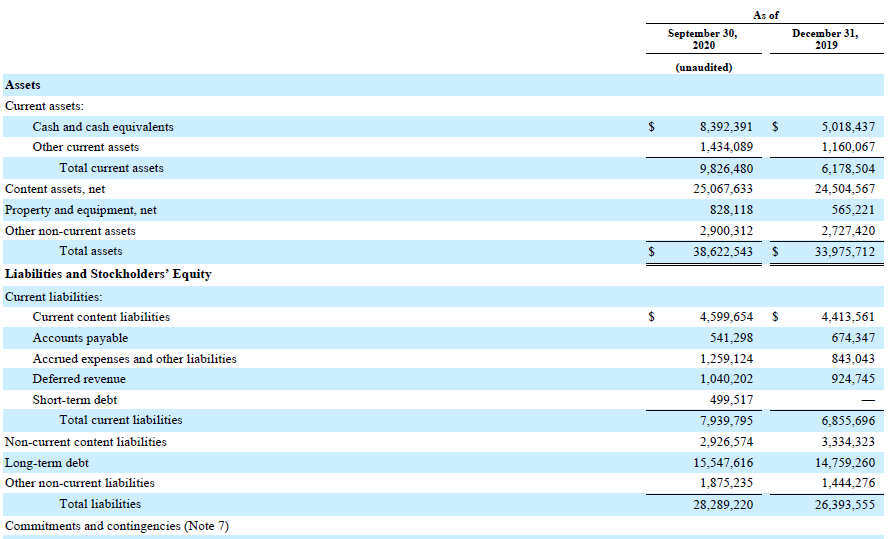 As of
September 30, 2020 December 31, 2019
(unaudited)
Assets
Current assets:
Cash and cash equivalents $ 8,392,391 $ 5,018,437
Other current assets 1,434,089 1,160,067
Total current assets 9,826,480 6,178,504
Content assets, net 25,067,633 24,504,567
Property and equipment, net 828,118 565,221
Other non-current assets 2,900,312 2,727,420
Total assets $ 38,622,543 $ 33,975,712
Liabilities and Stockholders’ Equity
Current liabilities:
Current content liabilities $ 4,599,654 $ 4,413,561
Accounts payable 541,298 674,347
Accrued expenses and other liabilities 1,259,124 843,043
Deferred revenue 1,040,202 924,745
Short-term debt 499,517 —
Total current liabilities 7,939,795 6,855,696
Non-current content liabilities 2,926,574 3,334,323
Long-term debt 15,547,616 14,759,260
Other non-current liabilities 1,875,235 1,444,276
Total liabilities 28,289,220 26,393,555
Commitments and contingencies (Note 7)